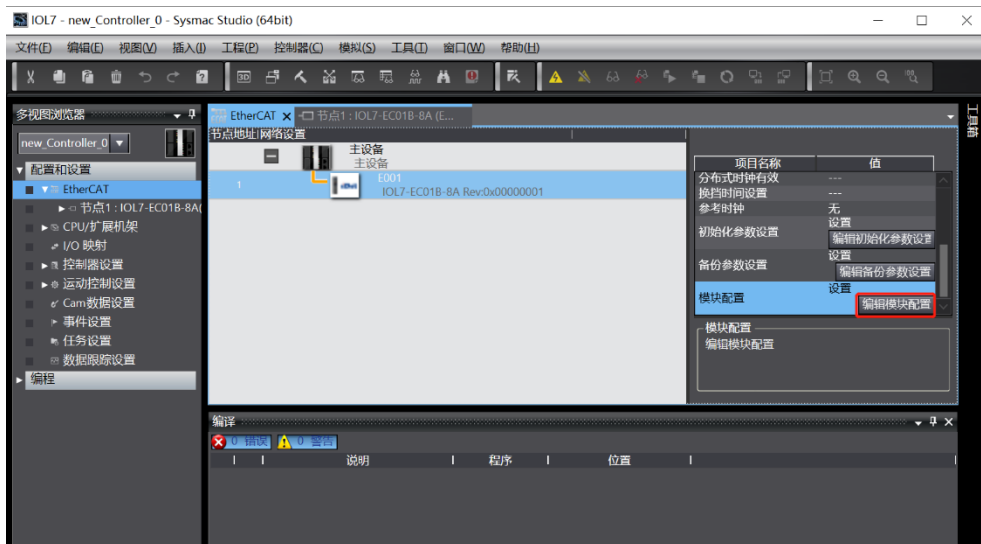 IOL7 - new_Controller_0 - Sysmac Studio (64bit)
文件(F) 编辑(E) 视图(V) 插入(I) 工程(P) 控制器(C) 模拟(S) 工具(T) 窗口(W) 帮助(H)
多视图浏览器
new_Controller_0
配置和设置
EtherCAT
节点1 : IOL7-EC01B-8A(
CPU/扩展机架
I/O 映射
控制器设置
运动控制设置
Cam数据设置
事件设置
任务设置
数据跟踪设置
编程
EtherCAT
节点1 : IOL7-EC01B-8A (E...
节点地址|网络设置
主设备
主设备
1
E001
IOL7-EC01B-8A Rev:0x00000001
项目名称 值
分布式时钟有效 ---
换挡时间设置 ---
参考时钟 无
初始化参数设置 设置
编辑初始化参数设置
备份参数设置 设置
编辑备份参数设置
模块配置 设置
编辑模块配置
模块配置
编辑模块配置
工具箱
编译
0 错误 0 警告
说明 程序 位置